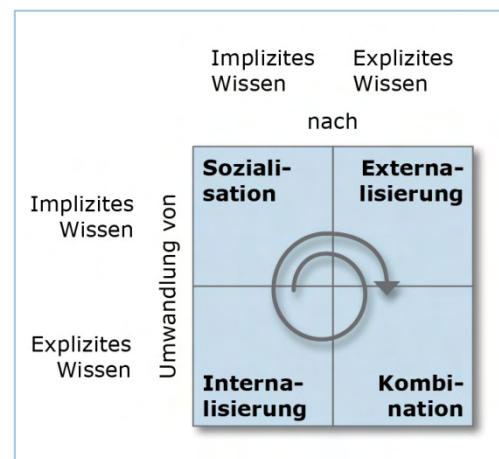 Implizites Explizites
Wissen Wissen
nach
Soziali-
sation
Externa-
lisierung
Implizites
Wissen
Umwandlung von
Explizites
Wissen
Interna-
lisierung
Kombi-
nation